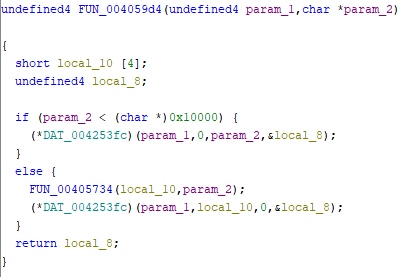 undefined4 FUN_004059d4(undefined4 param_1,char *param_2)
{
short local_10 [4];
undefined4 local_8;
if (param_2 < (char *)0x10000) {
(*DAT_004253fc)(param_1,0,param_2,&local_8);
}
else {
FUN_00405734(local_10,param_2);
(*DAT_004253fc)(param_1,local_10,0,&local_8);
}
return local_8;
}